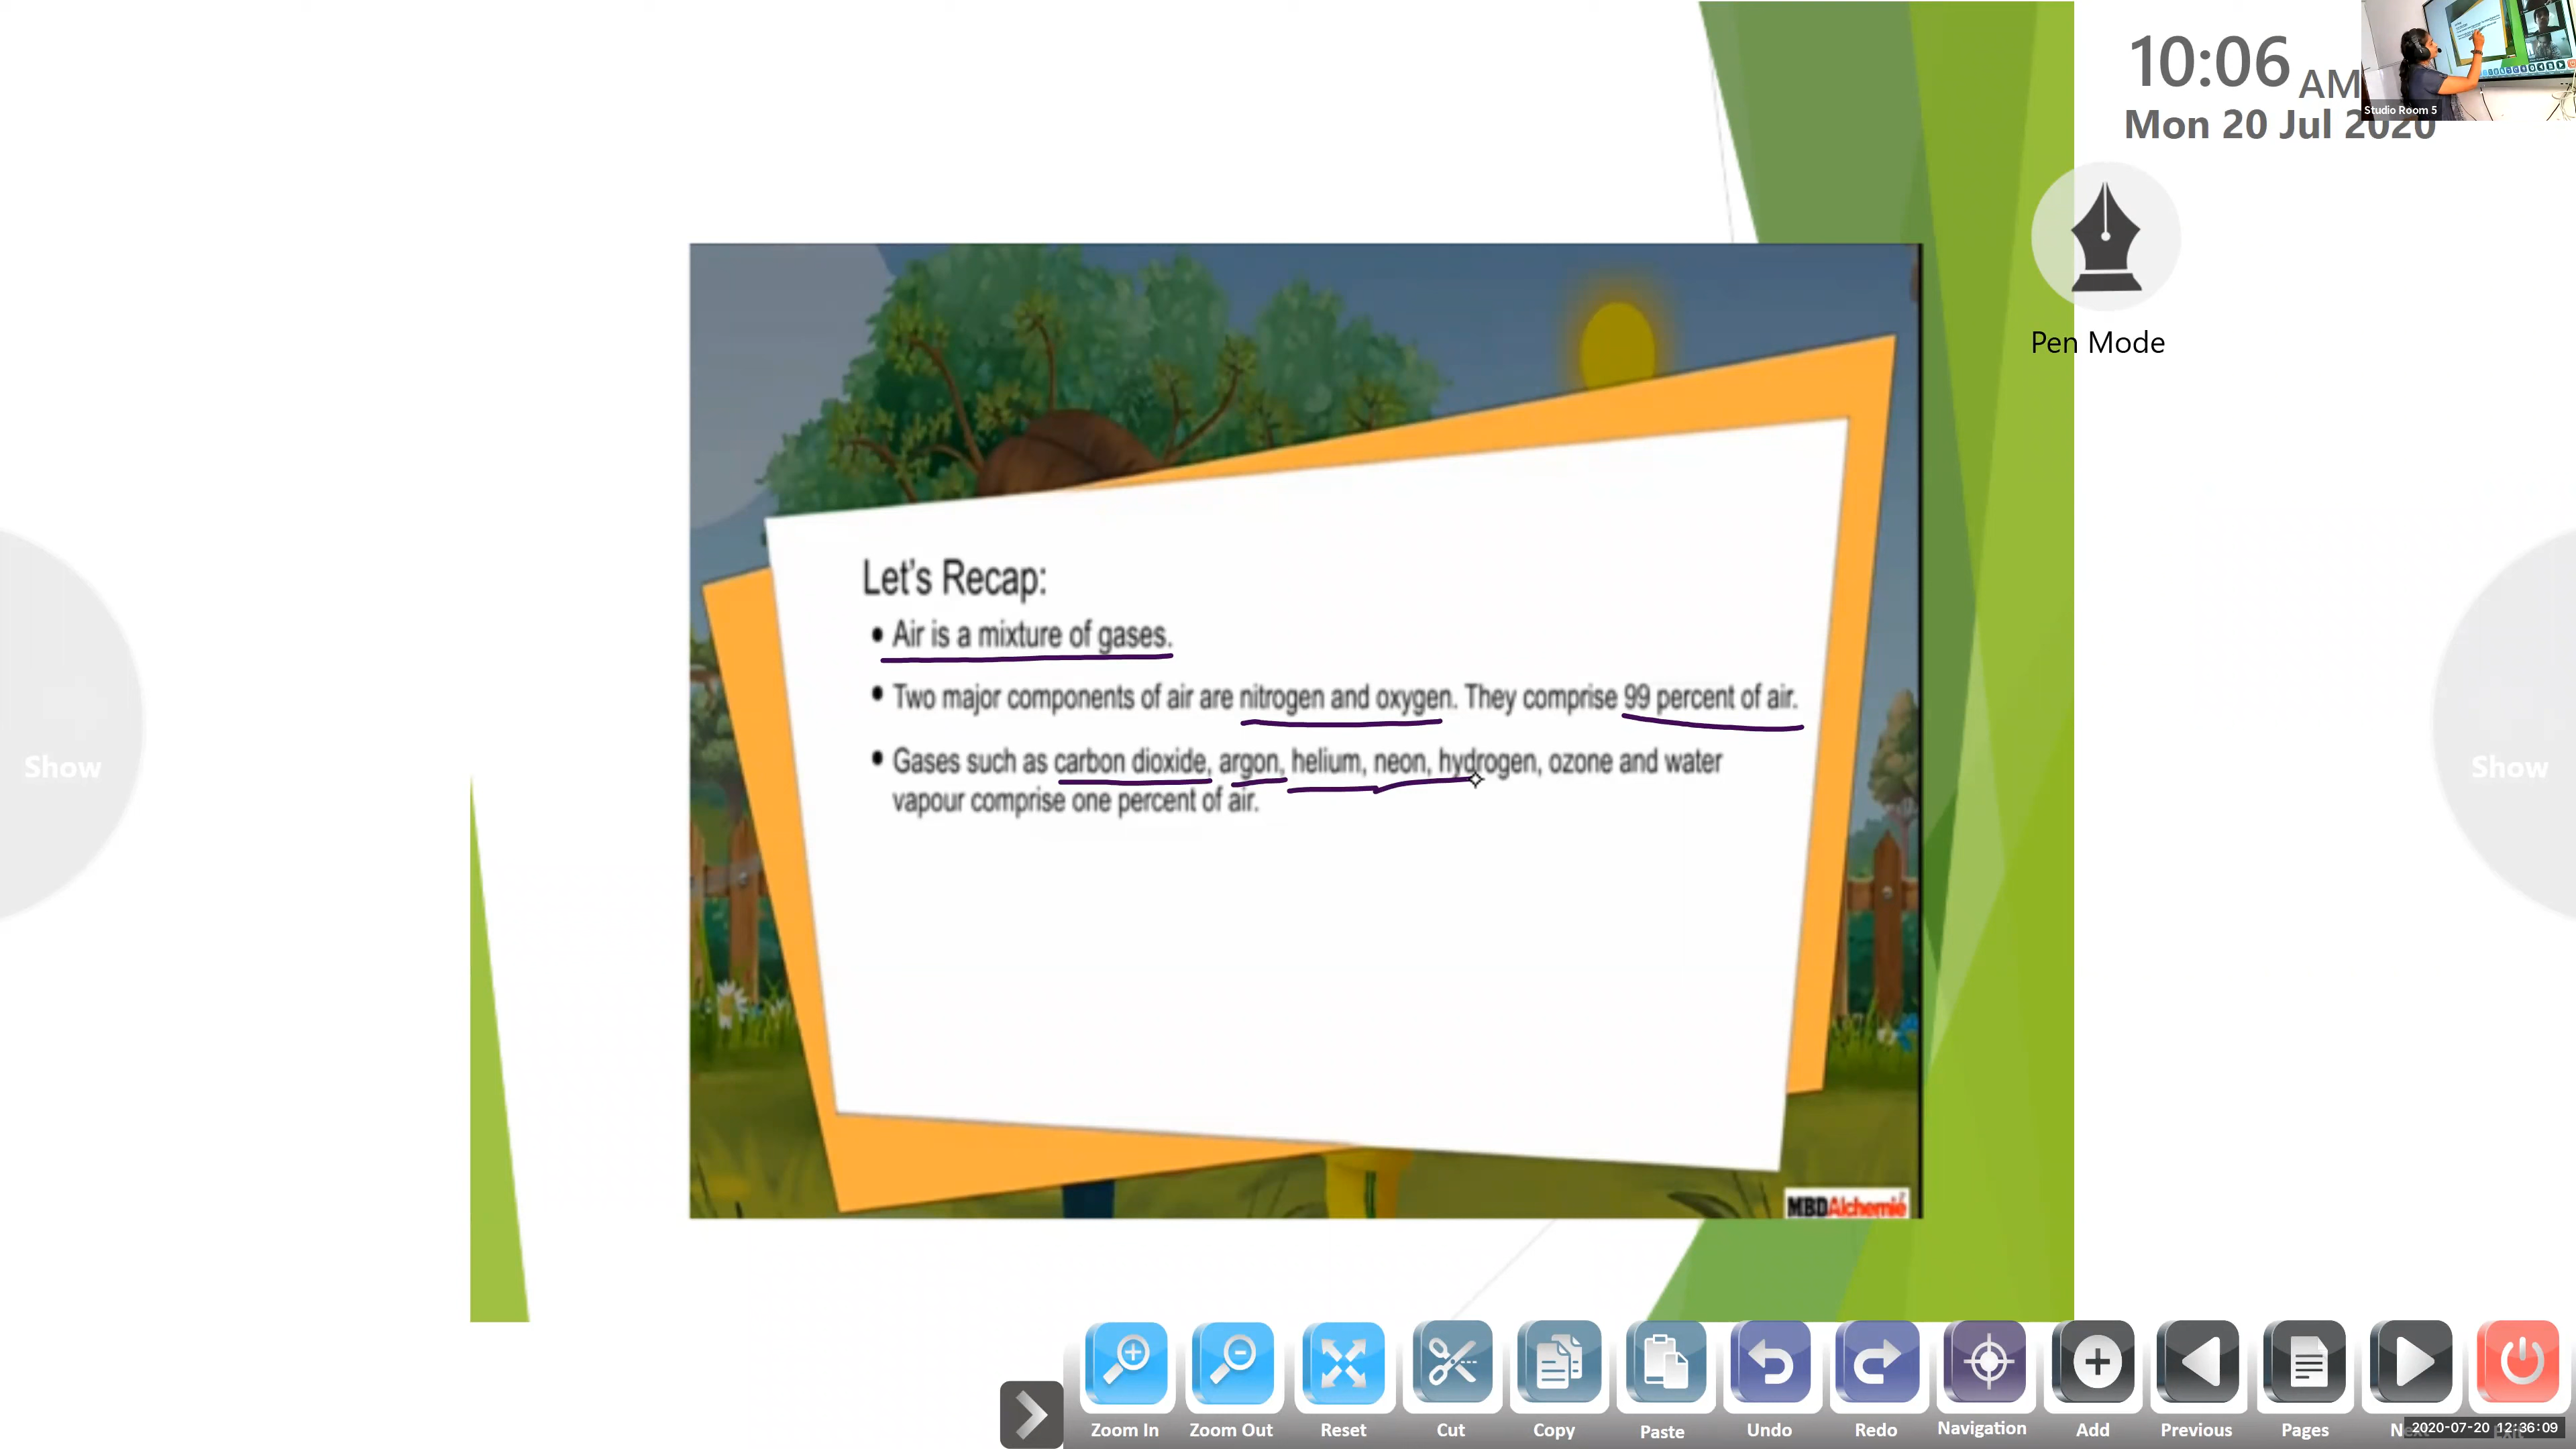 10:06 AM
Mon 20 Jul 2020
Studio Room 5
Pen Mode
Let's Recap:
• Air is a mixture of gases.
• Two major components of air are nitrogen and oxygen. They comprise 99 percent of air.
• Gases such as carbon dioxide, argon, helium, neon, hydrogen, ozone and water
vapour comprise one percent of air.
Show
Show
MBDAlchemie
Zoom In Zoom Out Reset Cut Copy Paste Undo Redo Navigation Add Previous Pages
2020-07-20 12:36:09